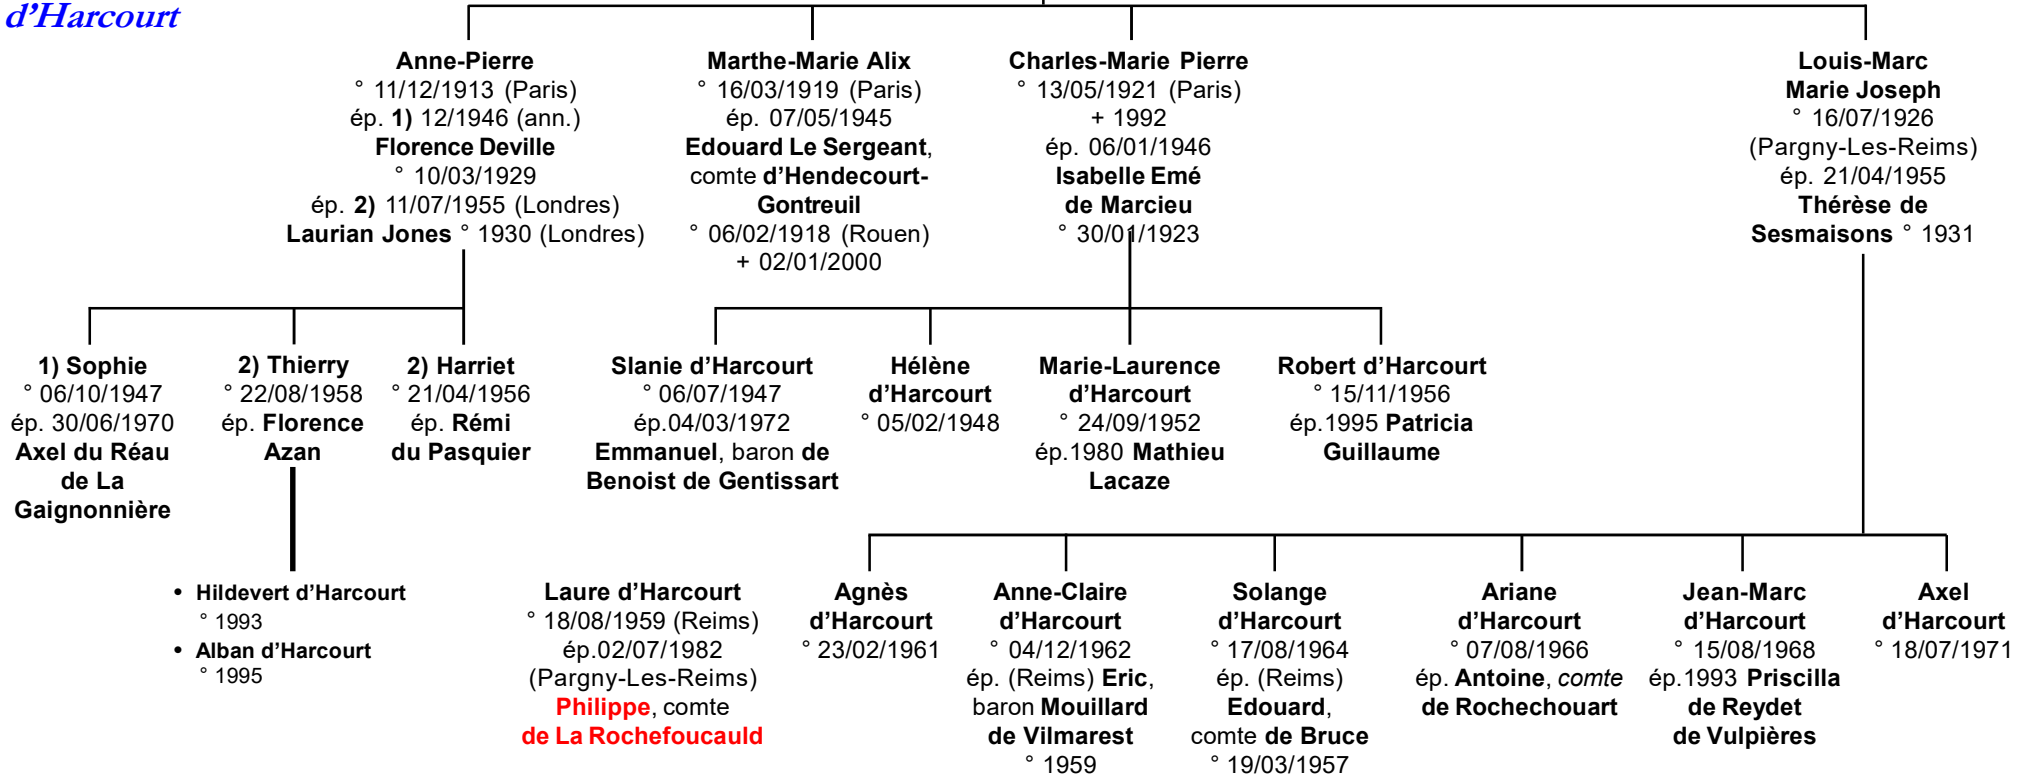 d’Harcourt
Anne-Pierre
° 11/12/1913 (Paris)
ép. 1) 12/1946 (ann.)
Florence Deville
° 10/03/1929
ép. 2) 11/07/1955 (Londres)
Laurian Jones ° 1930 (Londres)
Marthe-Marie Alix
° 16/03/1919 (Paris)
ép. 07/05/1945
Edouard Le Sergeant,
comte d’Hendecourt-
Gontreuil
° 06/02/1918 (Rouen)
+ 02/01/2000
Charles-Marie Pierre
° 13/05/1921 (Paris)
+ 1992
ép. 06/01/1946
Isabelle Emé
de Marcieu
° 30/01/1923
Louis-Marc
Marie Joseph
° 16/07/1926
(Pargny-Les-Reims)
ép. 21/04/1955
Thérèse de
Sesmaisons ° 1931
1) Sophie
° 06/10/1947
ép. 30/06/1970
Axel du Réau
de La
Gaignonnière
2) Thierry
° 22/08/1958
ép. Florence
Azan
2) Harriet
° 21/04/1956
ép. Rémi
du Pasquier
Slanie d’Harcourt
° 06/07/1947
ép.04/03/1972
Emmanuel, baron de
Benoist de Gentissart
Hélène
d’Harcourt
° 05/02/1948
Marie-Laurence
d’Harcourt
° 24/09/1952
ép.1980 Mathieu
Lacaze
Robert d’Harcourt
° 15/11/1956
ép.1995 Patricia
Guillaume
• Hildevert d’Harcourt
° 1993
• Alban d’Harcourt
° 1995
Laure d’Harcourt
° 18/08/1959 (Reims)
ép.02/07/1982
(Pargny-Les-Reims)
Philippe, comte
de La Rochefoucauld
Agnès
d’Harcourt
° 23/02/1961
Anne-Claire
d’Harcourt
° 04/12/1962
ép. (Reims) Eric,
baron Mouillard
de Vilmarest
° 1959
Solange
d’Harcourt
° 17/08/1964
ép. (Reims)
Edouard,
comte de Bruce
° 19/03/1957
Ariane
d’Harcourt
° 07/08/1966
ép. Antoine, comte
de Rochechouart
Jean-Marc
d’Harcourt
° 15/08/1968
ép.1993 Priscilla
de Reydet
de Vulpières
Axel
d’Harcourt
° 18/07/1971